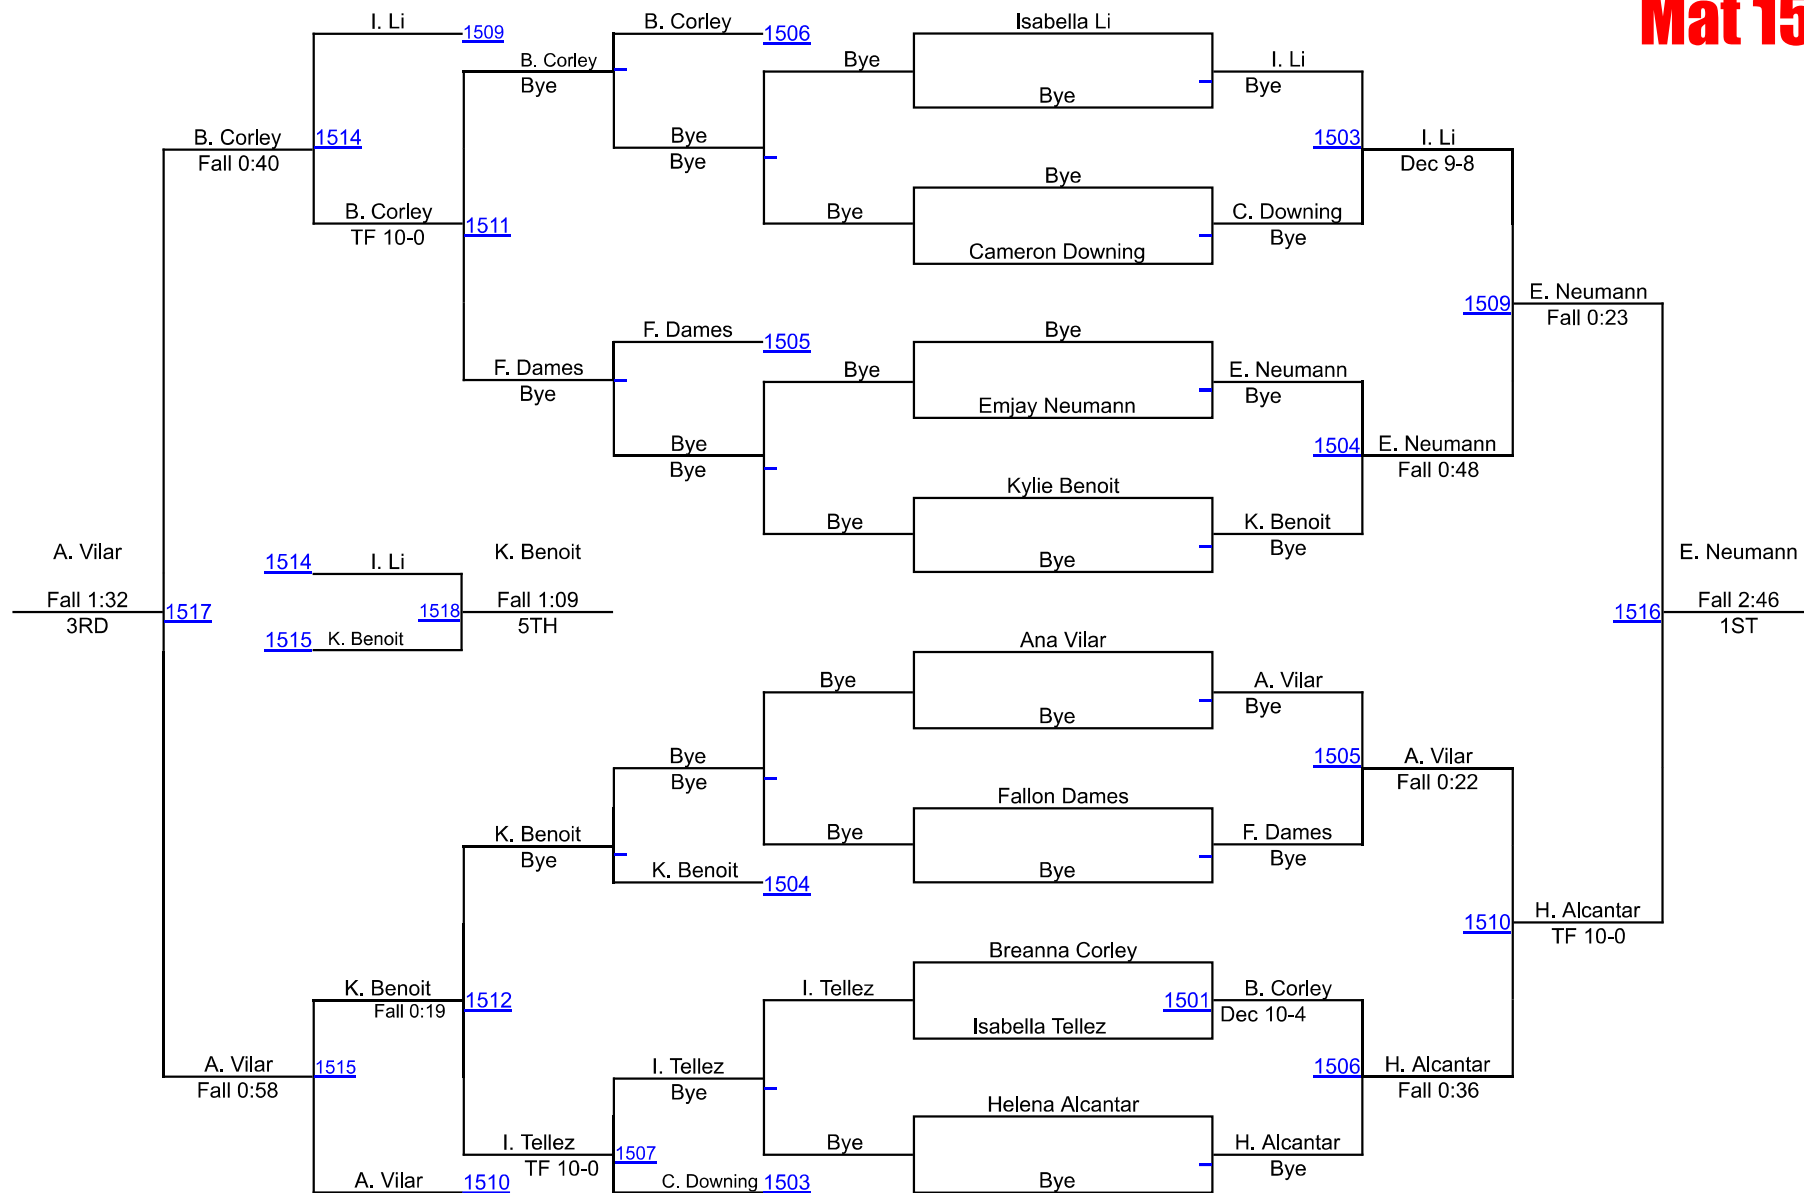 Mat 15
I. Li
1509
B. Corley
1506
Isabella Li
B. Corley
Bye
Bye
I. Li
Bye
Bye
B. Corley
Fall 0:40
1514
Bye
Bye
1503
I. Li
Dec 9-8
Bye
B. Corley
TF 10-0
1511
Bye
C. Downing
Bye
Cameron Downing
1509
E. Neumann
Fall 0:23
F. Dames
1505
Bye
F. Dames
Bye
Bye
E. Neumann
Bye
Emjay Neumann
Bye
Bye
1504
E. Neumann
Fall 0:48
Kylie Benoit
Bye
K. Benoit
Bye
Bye
A. Vilar
Fall 1:32
3RD
1517
1514
I. Li
1515
K. Benoit
1518
K. Benoit
Fall 1:09
5TH
E. Neumann
1516
Fall 2:46
1ST
Ana Vilar
Bye
A. Vilar
Bye
Bye
Bye
Bye
1505
A. Vilar
Fall 0:22
Fallon Dames
K. Benoit
Bye
Bye
F. Dames
Bye
K. Benoit
1504
Bye
1510
H. Alcantar
TF 10-0
Breanna Corley
K. Benoit
Fall 0:19
1512
I. Tellez
1501
B. Corley
Dec 10-4
Isabella Tellez
A. Vilar
Fall 0:58
1515
I. Tellez
Bye
1506
H. Alcantar
Fall 0:36
Helena Alcantar
I. Tellez
TF 10-0
1507
Bye
H. Alcantar
Bye
A. Vilar
1510
C. Downing
1503
Bye